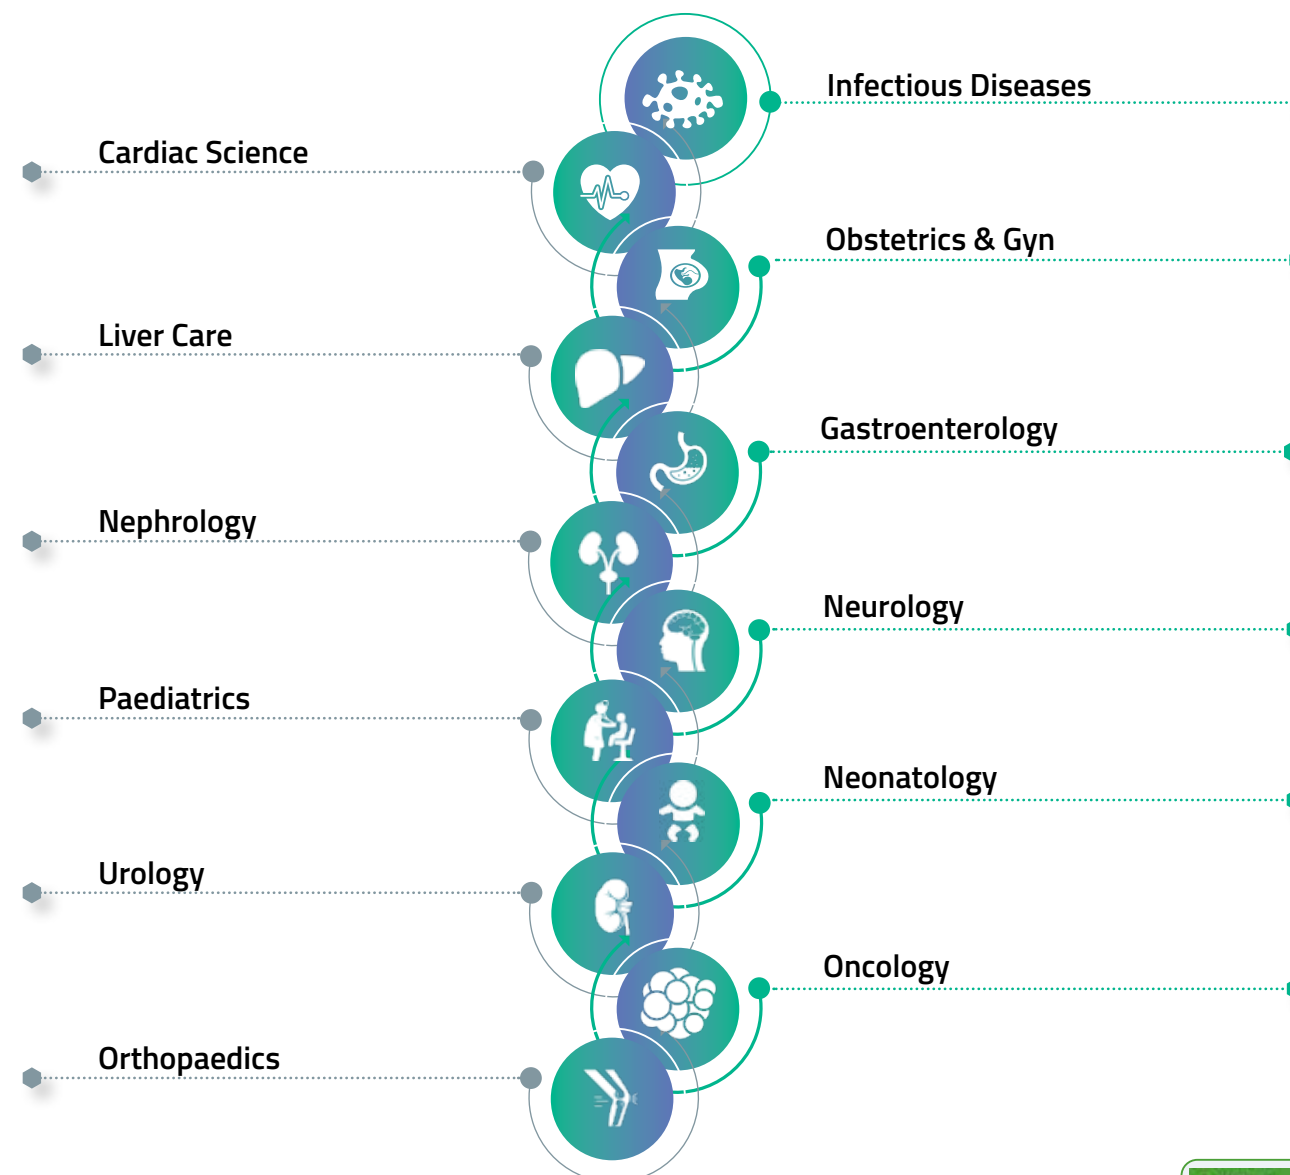 Infectious Diseases
Cardiac Science
Obstetrics & Gyn
Liver Care
Gastroenterology
Nephrology
Neurology
Paediatrics
Neonatology
Urology
Oncology
Orthopaedics